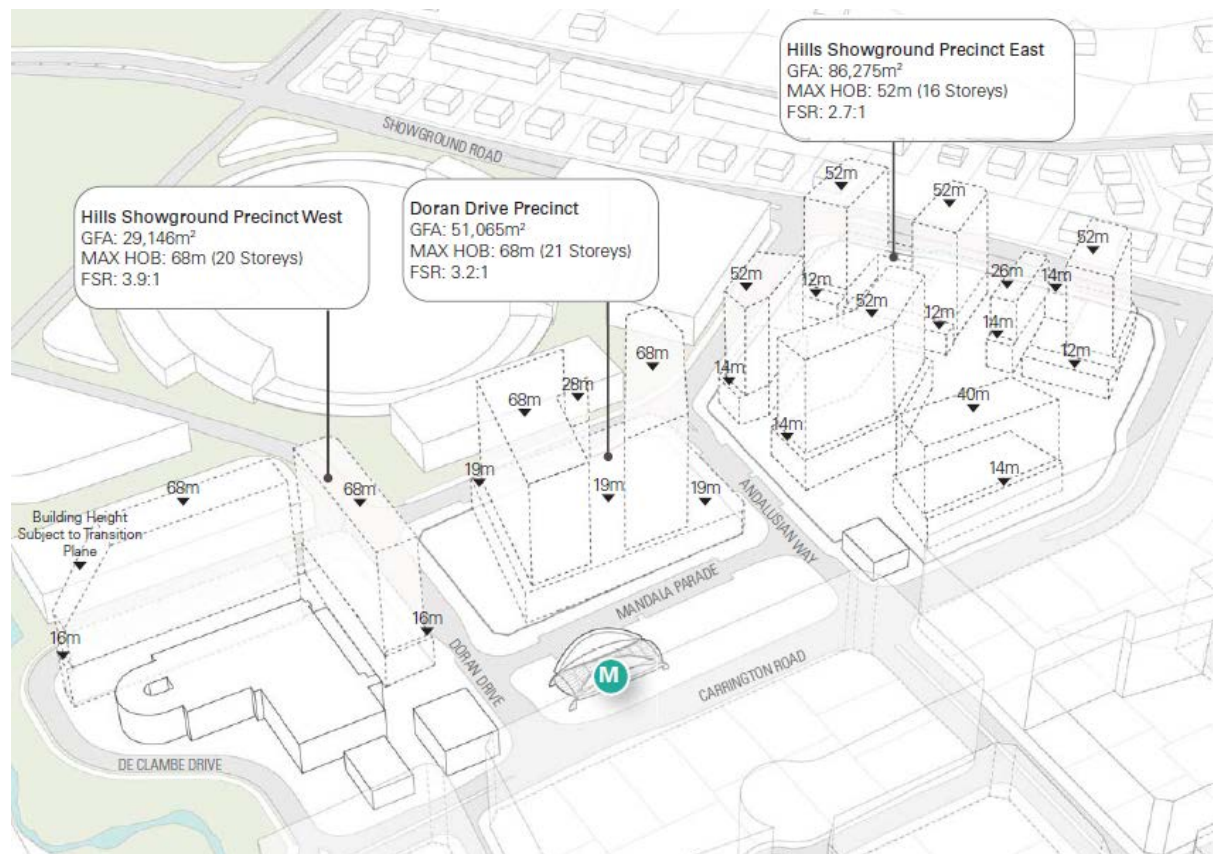 Hills Showground Precinct East
GFA: 86,275m²
MAX HOB: 52m (16 Storeys)
FSR: 2.7:1
SHOWGROUND ROAD
Hills Showground Precinct West
GFA: 29,146m²
MAX HOB: 68m (20 Storeys)
FSR: 3.9:1
Doran Drive Precinct
GFA: 51,065m²
MAX HOB: 68m (21 Storeys)
FSR: 3.2:1
52m
52m
52m
52m
12m
26m
14m
52m
12m
14m
12m
14m
40m
14m
14m
68m
28m
68m
19m
19m
19m
68m
68m
Building Height
Subject to Transition
Plane
16m
16m
ANDALUSIAN WAY
MANDALA PARADE
DORAN DRIVE
M
CARRINGTON ROAD
DE CLAMBE DRIVE